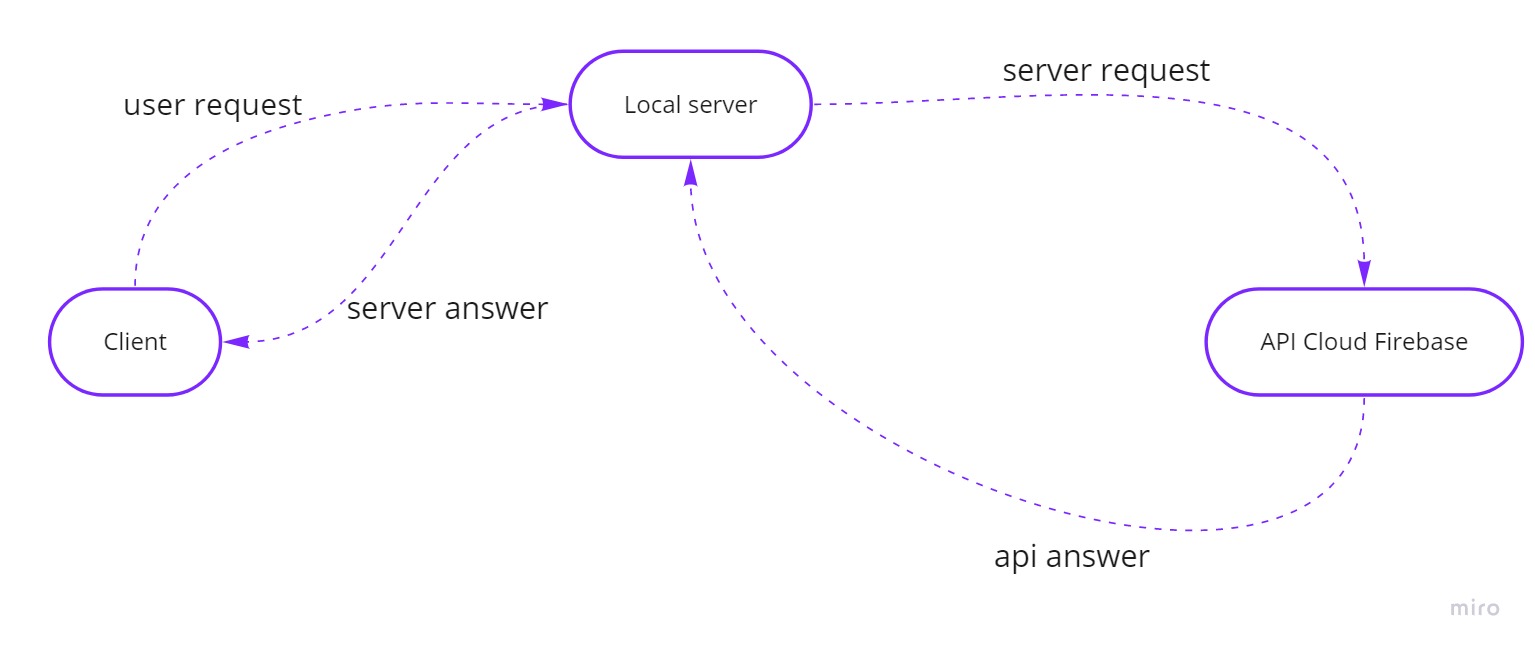 server request
user request
Local server
server answer
Client
API Cloud Firebase
api answer
miro